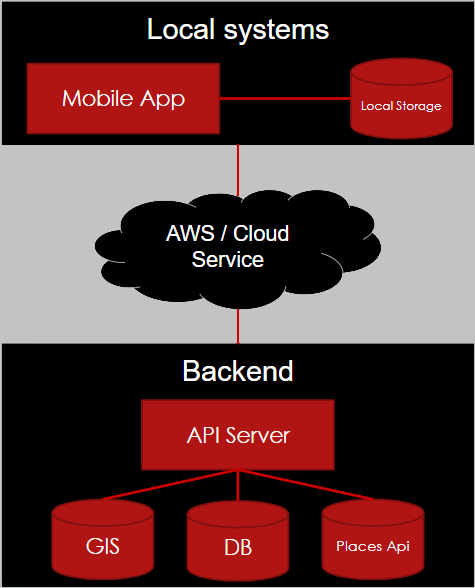 Local systems
Mobile App
Local Storage
AWS / Cloud
Service
Backend
API Server
GIS
DB
Places Api